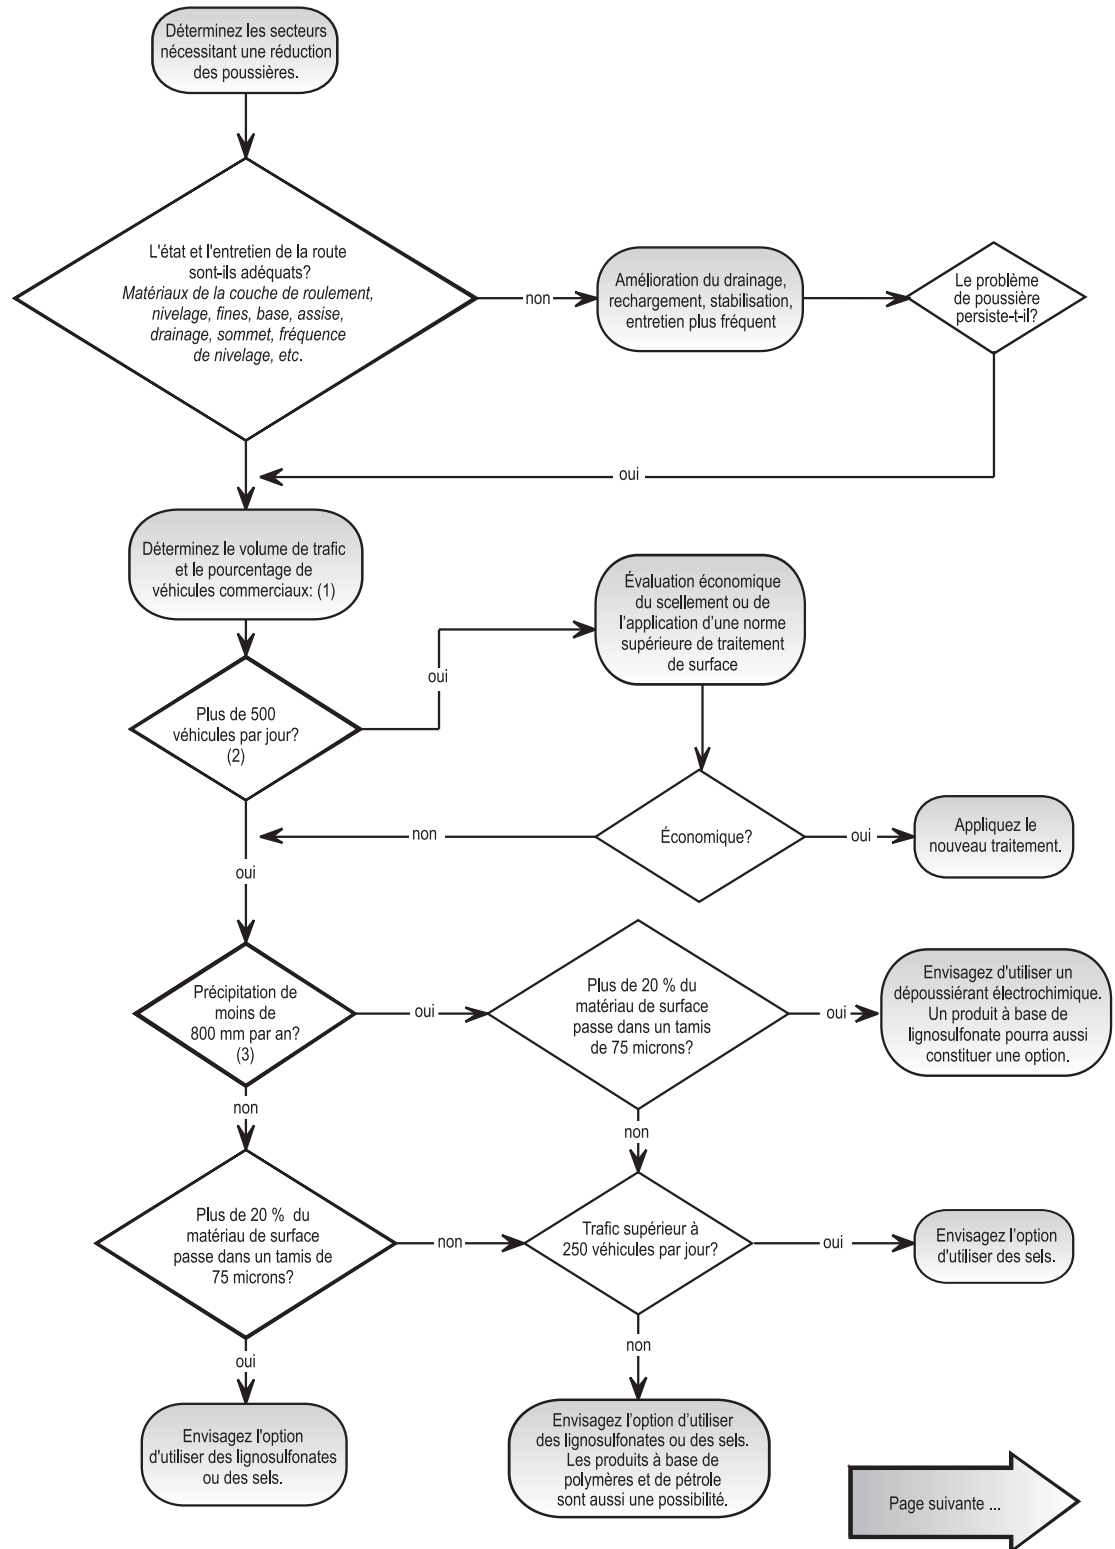 Déterminez les secteurs
nécessitant une réduction
des poussières.
L'état et l'entretien de la route
sont-ils adéquats?
Matériaux de la couche de roulement,
nivelage, fines, base, assise,
drainage, sommet, fréquence
de nivelage, etc.
non
Amélioration du drainage,
rechargement, stabilisation,
entretien plus fréquent
Le problème
de poussière
persiste-t-il?
oui
Déterminez le volume de trafic
et le pourcentage de
véhicules commerciaux: (1)
Évaluation économique
du scellement ou de
l'application d'une norme
supérieure de traitement
de surface
oui
Plus de 500
véhicules par jour?
(2)
non
Économique?
oui
Appliquez le
nouveau traitement.
oui
Précipitation de
moins de
800 mm par an?
(3)
oui
Plus de 20 % du
matériau de surface
passe dans un tamis
de 75 microns?
oui
Envisagez d'utiliser un
dépoussiérant électrochimique.
Un produit à base de
lignosulfonate pourra aussi
constituer une option.
non
non
Plus de 20 % du
matériau de surface
passe dans un tamis de
75 microns?
non
Trafic supérieur à
250 véhicules par jour?
oui
Envisagez l'option
d'utiliser des sels.
oui
non
Envisagez l'option
d'utiliser des lignosulfonates
ou des sels.
Envisagez l'option d'utiliser
des lignosulfonates ou des sels.
Les produits à base de
polymères et de pétrole
sont aussi une possibilité.
Page suivante ...